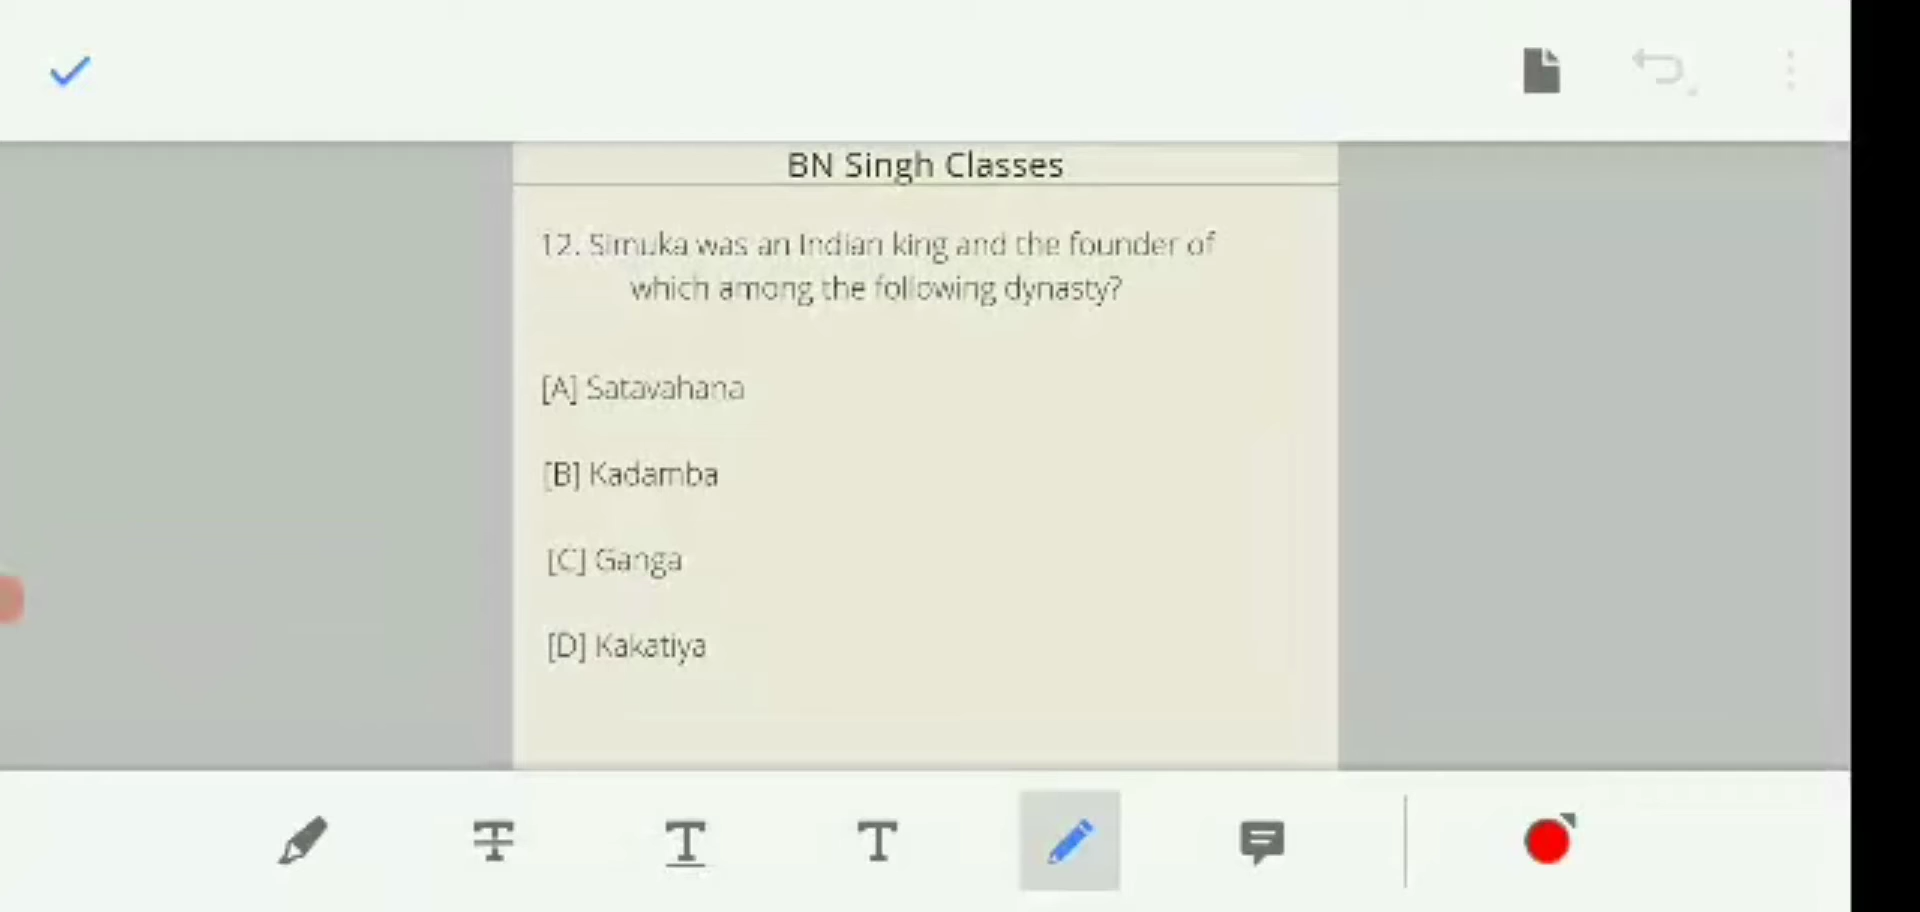 BN Singh Classes
12. Simuka was an Indian king and the founder of
which among the following dynasty?
[A] Satavahana
[B] Kadamba
[C] Ganga
[D] Kakatiya